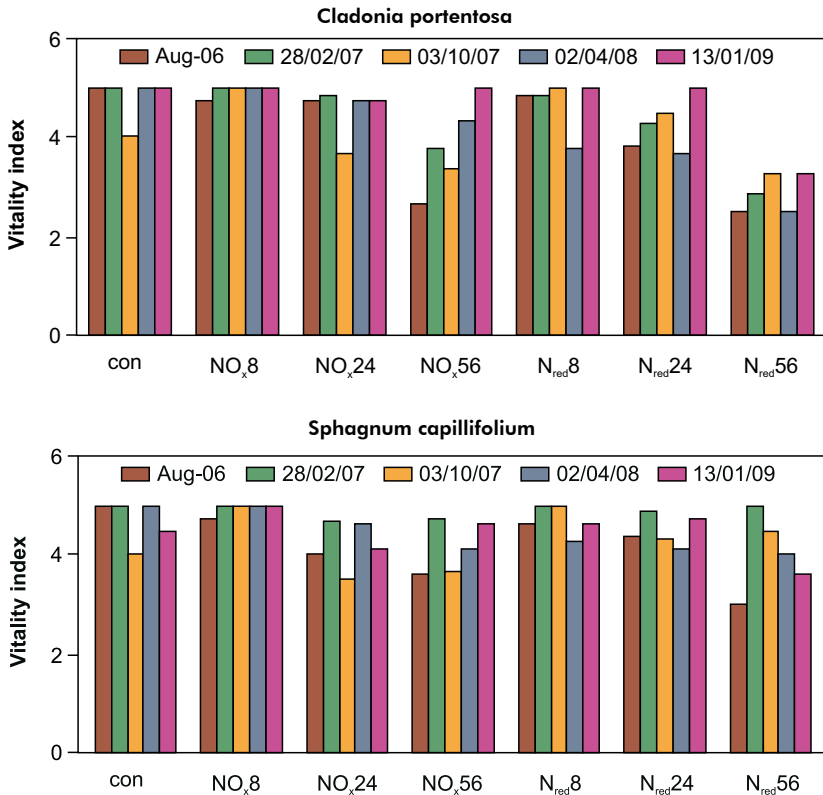 Cladonia portentosa
6
Aug-06 28/02/07 03/10/07 02/04/08 13/01/09
4
Vitality index
2
0
con NOx8 NOx24 NOx56 Nred8 Nred24 Nred56
Sphagnum capillifolium
6
Aug-06 28/02/07 03/10/07 02/04/08 13/01/09
4
Vitality index
2
0
con NOx8 NOx24 NOx56 Nred8 Nred24 Nred56